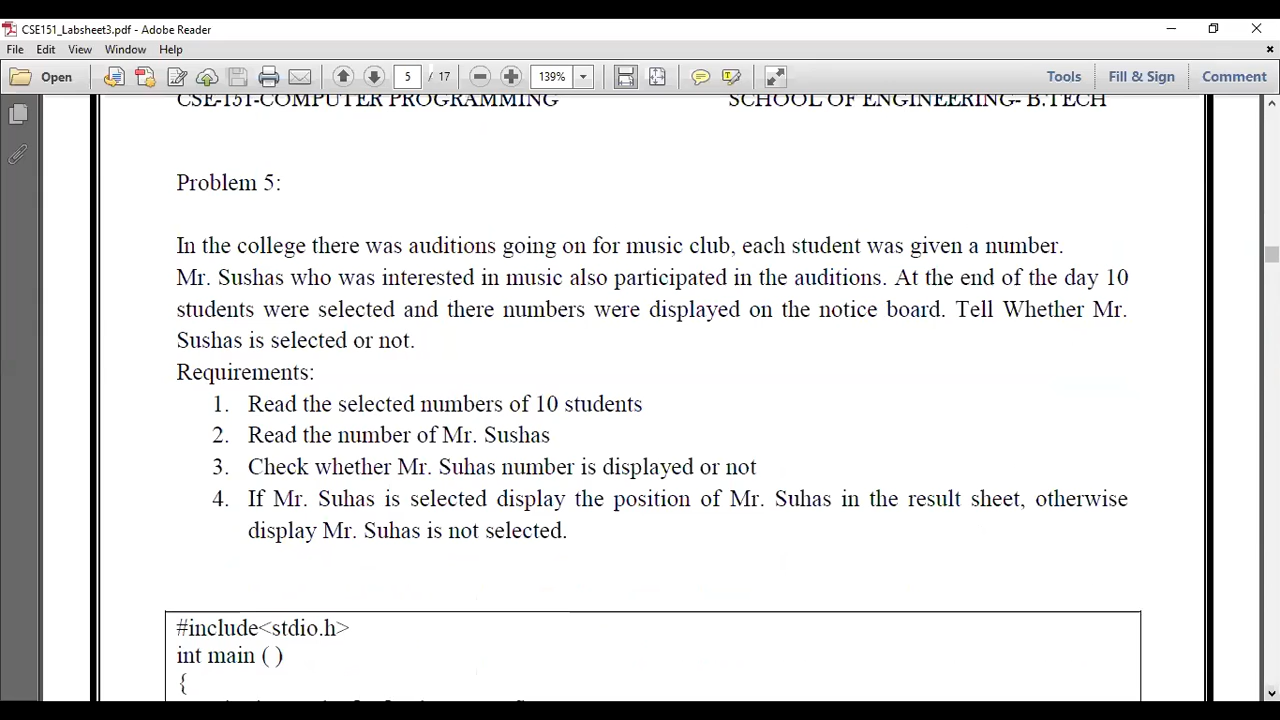 CSE151_Labsheet3.pdf - Adobe Reader
File Edit View Window Help
Open 5 / 17 139% Tools Fill & Sign Comment
CSE-151-COMPUTER PROGRAMMING SCHOOL OF ENGINEERING- B.TECH
Problem 5:
In the college there was auditions going on for music club, each student was given a number.
Mr. Sushas who was interested in music also participated in the auditions. At the end of the day 10
students were selected and there numbers were displayed on the notice board. Tell Whether Mr.
Sushas is selected or not.
Requirements:
1. Read the selected numbers of 10 students
2. Read the number of Mr. Sushas
3. Check whether Mr. Suhas number is displayed or not
4. If Mr. Suhas is selected display the position of Mr. Suhas in the result sheet, otherwise
display Mr. Suhas is not selected.
#include<stdio.h>
int main ( )
{